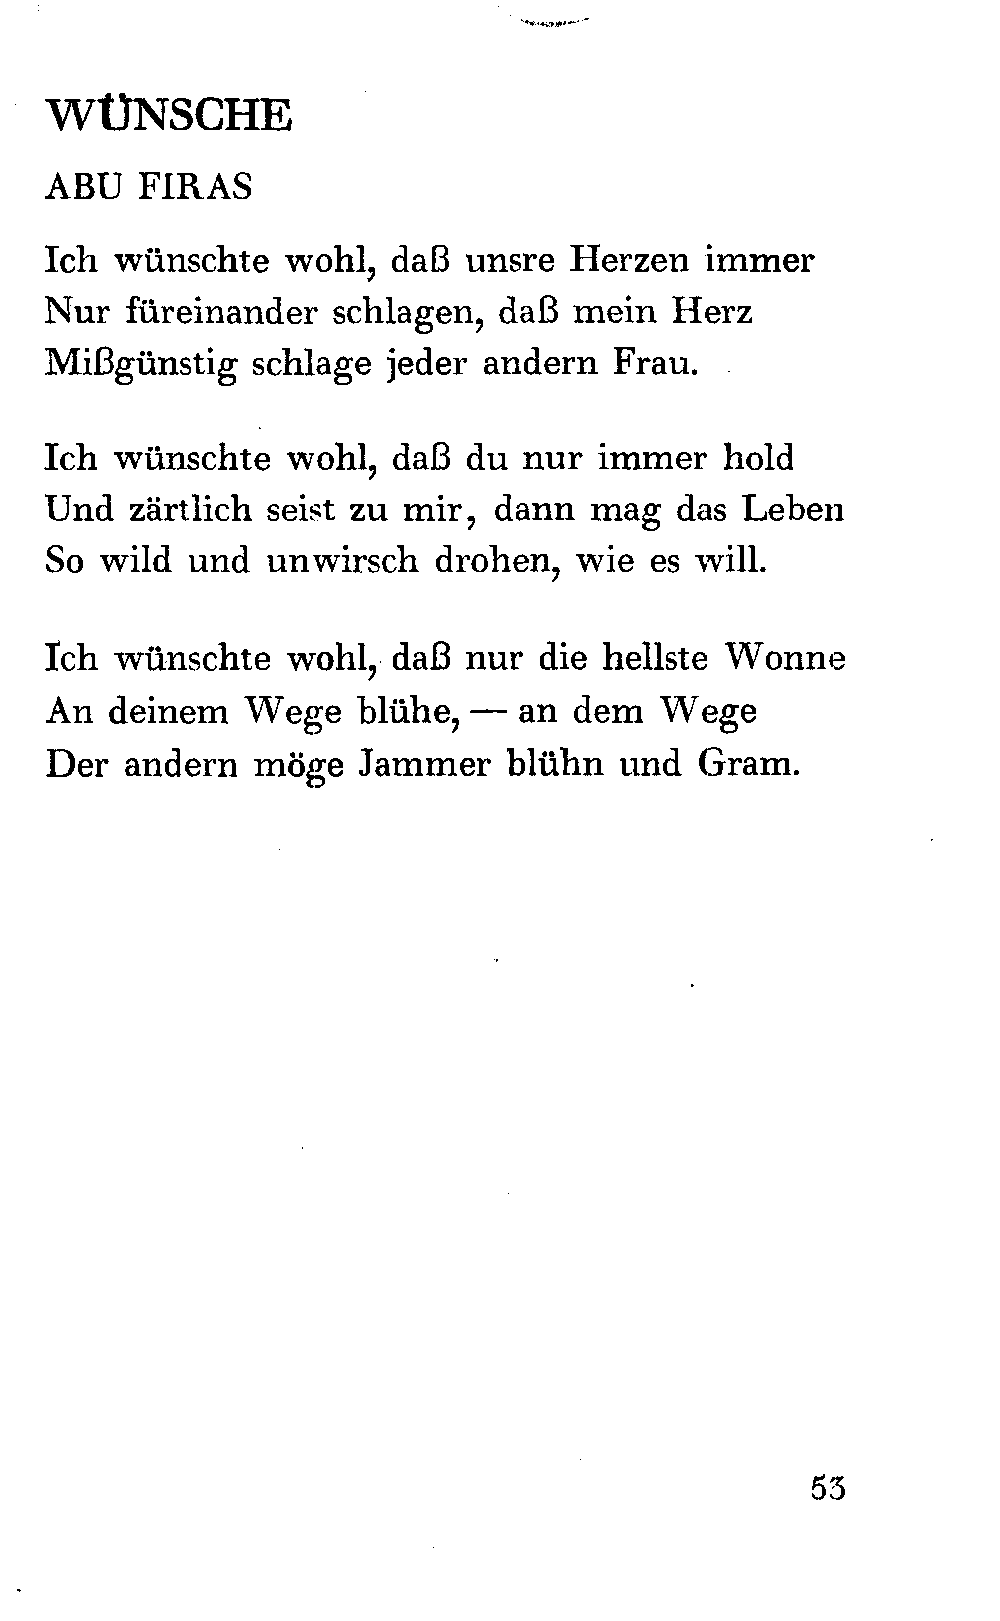 WÜNSCHE
ABU FIRAS
Ich wünschte wohl, daß unsre Herzen immer
Nur füreinander schlagen, daß mein Herz
Mißgünstig schlage jeder andern Frau.
Ich wünschte wohl, daß du nur immer hold
Und zärtlich seist zu mir, dann mag das Leben
So wild und unwirsch drohen, wie es will.
Ich wünschte wohl, daß nur die hellste Wonne
An deinem Wege blühe, — an dem Wege
Der andern möge Jammer blühn und Gram.
53